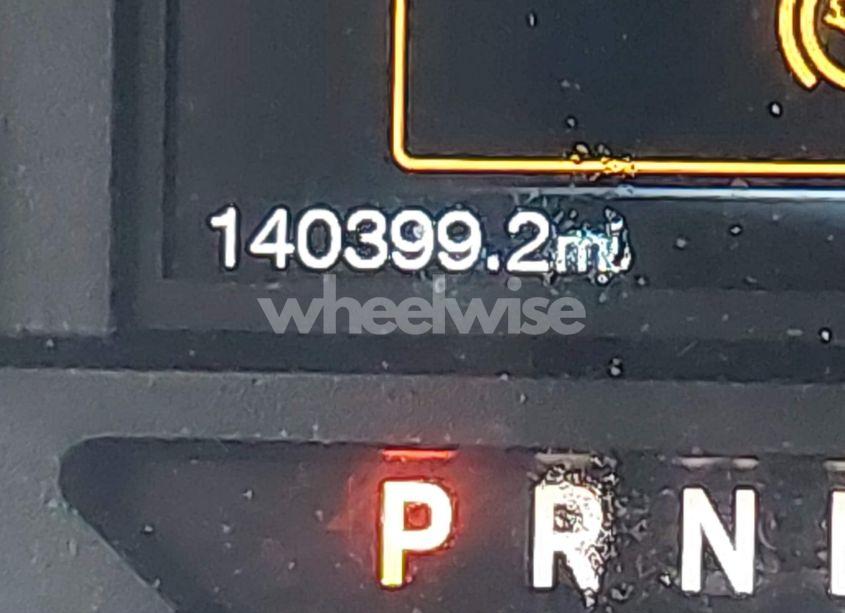 140399.2mi
wheelwise
P R N